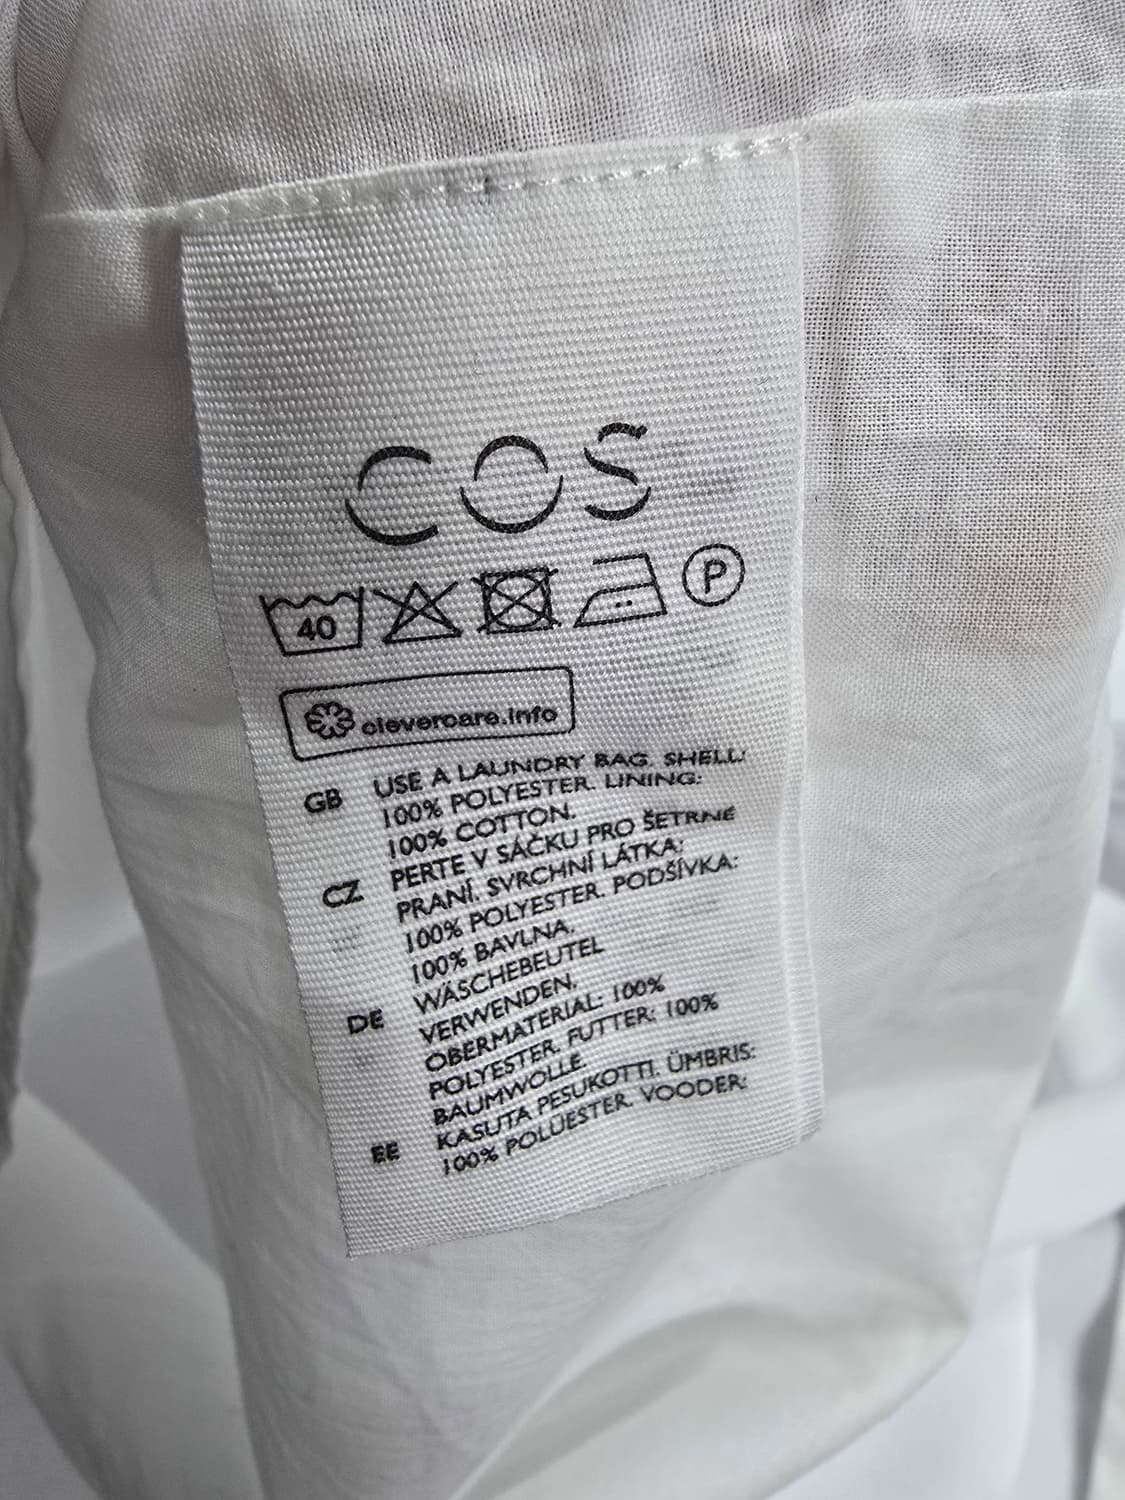 COS
40
P
clevercare.info
GB USE A LAUNDRY BAG. SHELL:
100% POLYESTER. LINING:
100% COTTON.
CZ PERTE V SÁČKU PRO ŠETRNÉ
PRANÍ. SVRCHNÍ LÁTKA:
100% POLYESTER. PODŠÍVKA:
100% BAVLNA.
DE WÄSCHEBEUTEL
VERWENDEN.
OBERMATERIAL: 100%
POLYESTER. FUTTER: 100%
BAUMWOLLE.
EE KASUTA PESUKOTTI. ÜMBRIS:
100% POLÜESTER. VOODER: